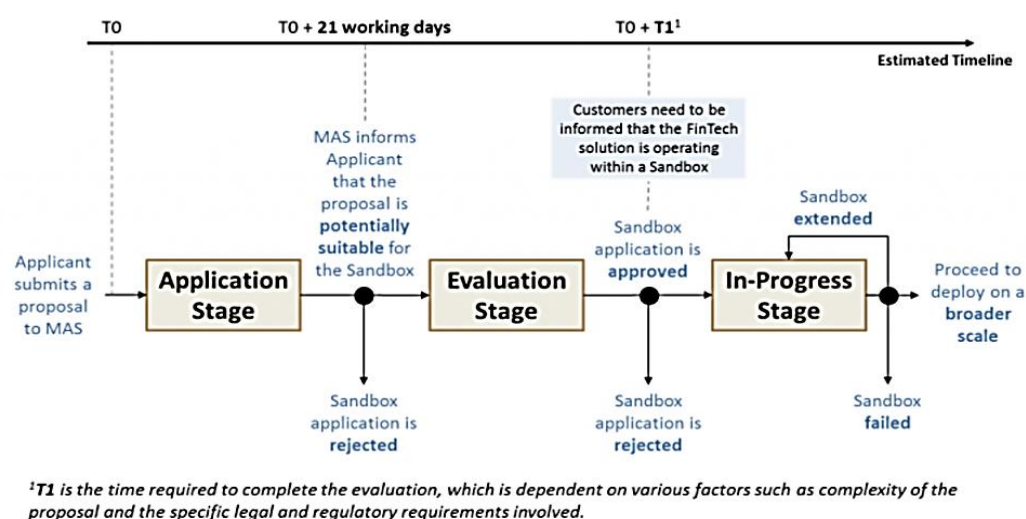 T0
T0 + 21 working days
T0 + T1¹
Estimated Timeline
Customers need to be
informed that the FinTech
solution is operating
within a Sandbox
MAS informs
Applicant
that the
proposal is
potentially
suitable for
the Sandbox
Sandbox
application is
approved
Sandbox
extended
Applicant
submits a
proposal
to MAS
Application
Stage
Evaluation
Stage
In-Progress
Stage
Proceed to
deploy on a
broader
scale
Sandbox
application is
rejected
Sandbox
application is
rejected
Sandbox
failed
¹T1 is the time required to complete the evaluation, which is dependent on various factors such as complexity of the
proposal and the specific legal and regulatory requirements involved.